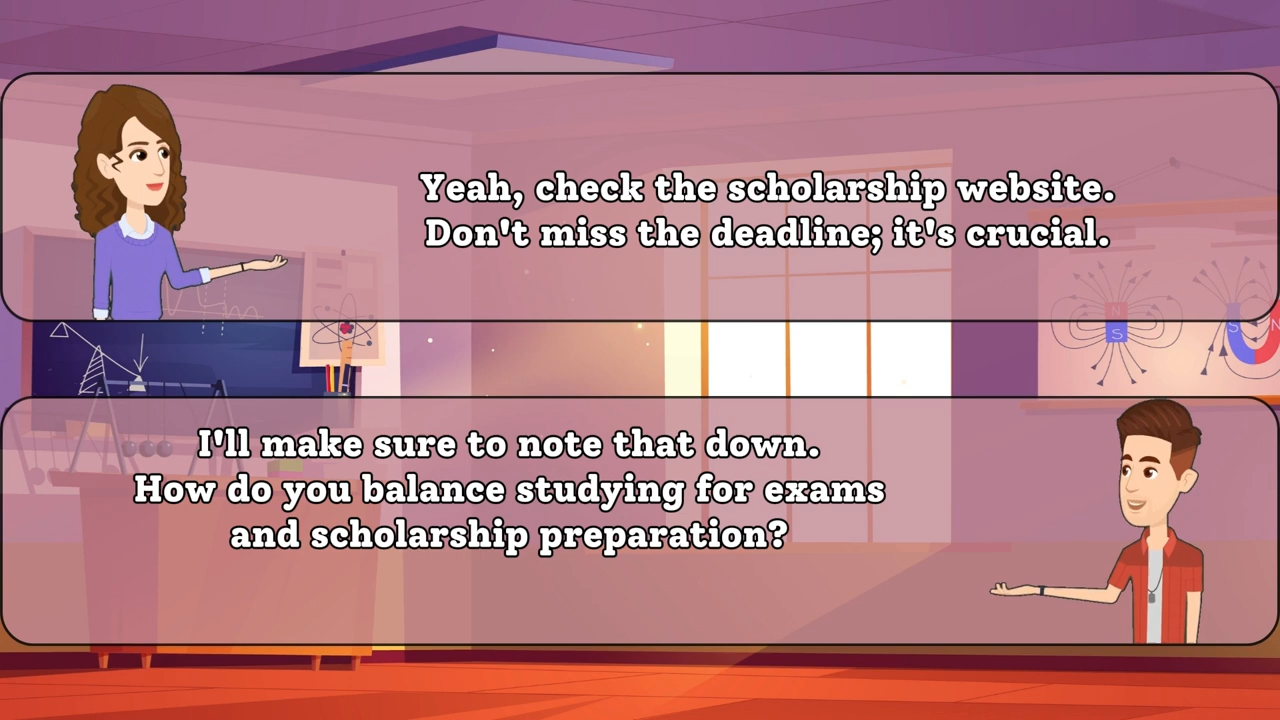 Yeah, check the scholarship website.
Don't miss the deadline; it's crucial.
N
S
S
N
I'll make sure to note that down.
How do you balance studying for exams
and scholarship preparation?